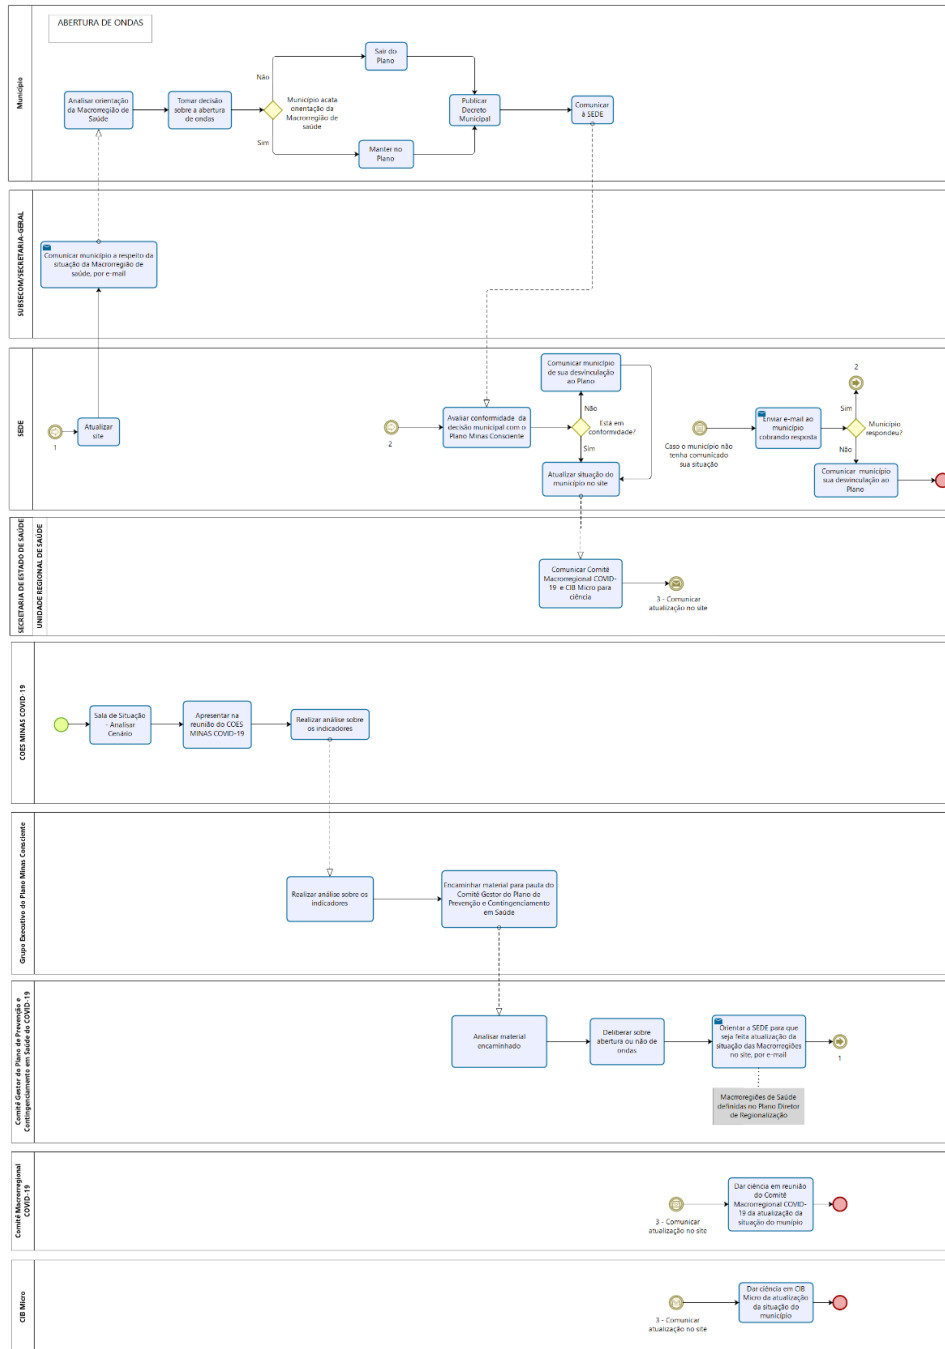 ABERTURA DE ONDAS
Município
Analisar orientação
da Macrorregião de
Saúde
Tomar decisão
sobre a abertura
de ondas
Não
Sim
Município acata
orientação da
Macrorregião de
saúde
Sair do
Plano
Manter no
Plano
Publicar
Decreto
Municipal
Comunicar
à SEDE
SUBSECOM/SECRETARIA-GERAL
Comunicar município a respeito da
situação da Macrorregião de
saúde, por e-mail
SEDE
1
Atualizar
site
2
Avaliar conformidade da
decisão municipal com o
Plano Minas Consciente
Comunicar município
de sua desvinculação
ao Plano
Não
Está em
conformidade?
Sim
Atualizar situação do
município no site
Caso o município não
tenha comunicado
sua situação
Enviar e-mail ao
município
cobrando resposta
2
Sim
Município
respondeu?
Não
Comunicar município
sua desvinculação ao
Plano
SECRETARIA DE ESTADO DE SAÚDE
UNIDADE REGIONAL DE SAÚDE
Comunicar Comitê
Macrorregional COVID-
19 e CIB Micro para
ciência
3 - Comunicar
atualização no site
COES MINAS COVID-19
Sala de Situação
- Analisar
Cenário
Apresentar na
reunião do COES
MINAS COVID-19
Realizar análise sobre
os indicadores
Grupo Executivo do Plano Minas Consciente
Realizar análise sobre os
indicadores
Encaminhar material para pauta do
Comitê Gestor do Plano de
Prevenção e Contingenciamento
em Saúde
Comitê Gestor do Plano de Prevenção e
Contingenciamento em Saúde do COVID-19
Analisar material
encaminhado
Deliberar sobre
abertura ou não de
ondas
Orientar a SEDE para que
seja feita atualização da
situação das Macrorregiões
no site, por e-mail
1
Macrroregiões de Saúde
definidas no Plano Diretor
de Regionalização
Comitê Macrorregional
COVID-19
3 - Comunicar
atualização no site
Dar ciência em reunião
do Comitê
Macrorregional COVID-
19 da atualização da
situação do munípio
CIB Micro
3 - Comunicar
atualização no site
Dar ciência em CIB
Micro da atualização
da situação do
município